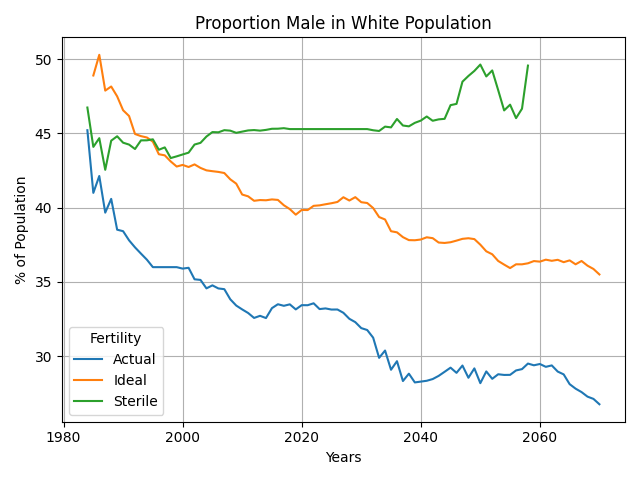 Proportion Male in White Population
% of Population
50
45
40
35
30
Fertility
Actual
Ideal
Sterile
1980
2000
2020
2040
2060
Years